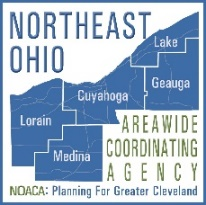 NORTHEAST
OHIO
Lake
Geauga
Cuyahoga
Lorain
Medina
AREAWIDE
COORDINATING
AGENCY
NOACA: Planning For Greater Cleveland